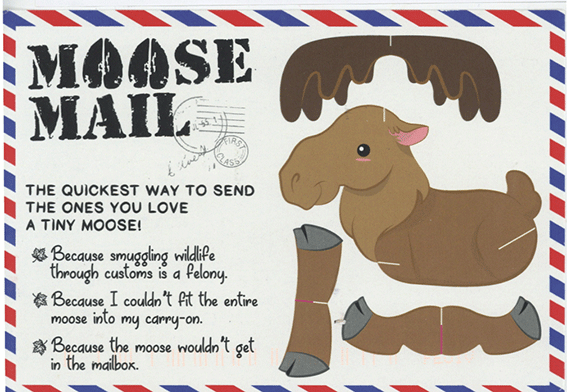 MOOSE
MAIL
FIRST
CLASS
THE QUICKEST WAY TO SEND
THE ONES YOU LOVE
A TINY MOOSE!
Because smuggling wildlife
through customs is a felony.
Because I couldn't fit the entire
moose into my carry-on.
Because the moose wouldn't get
in the mailbox.